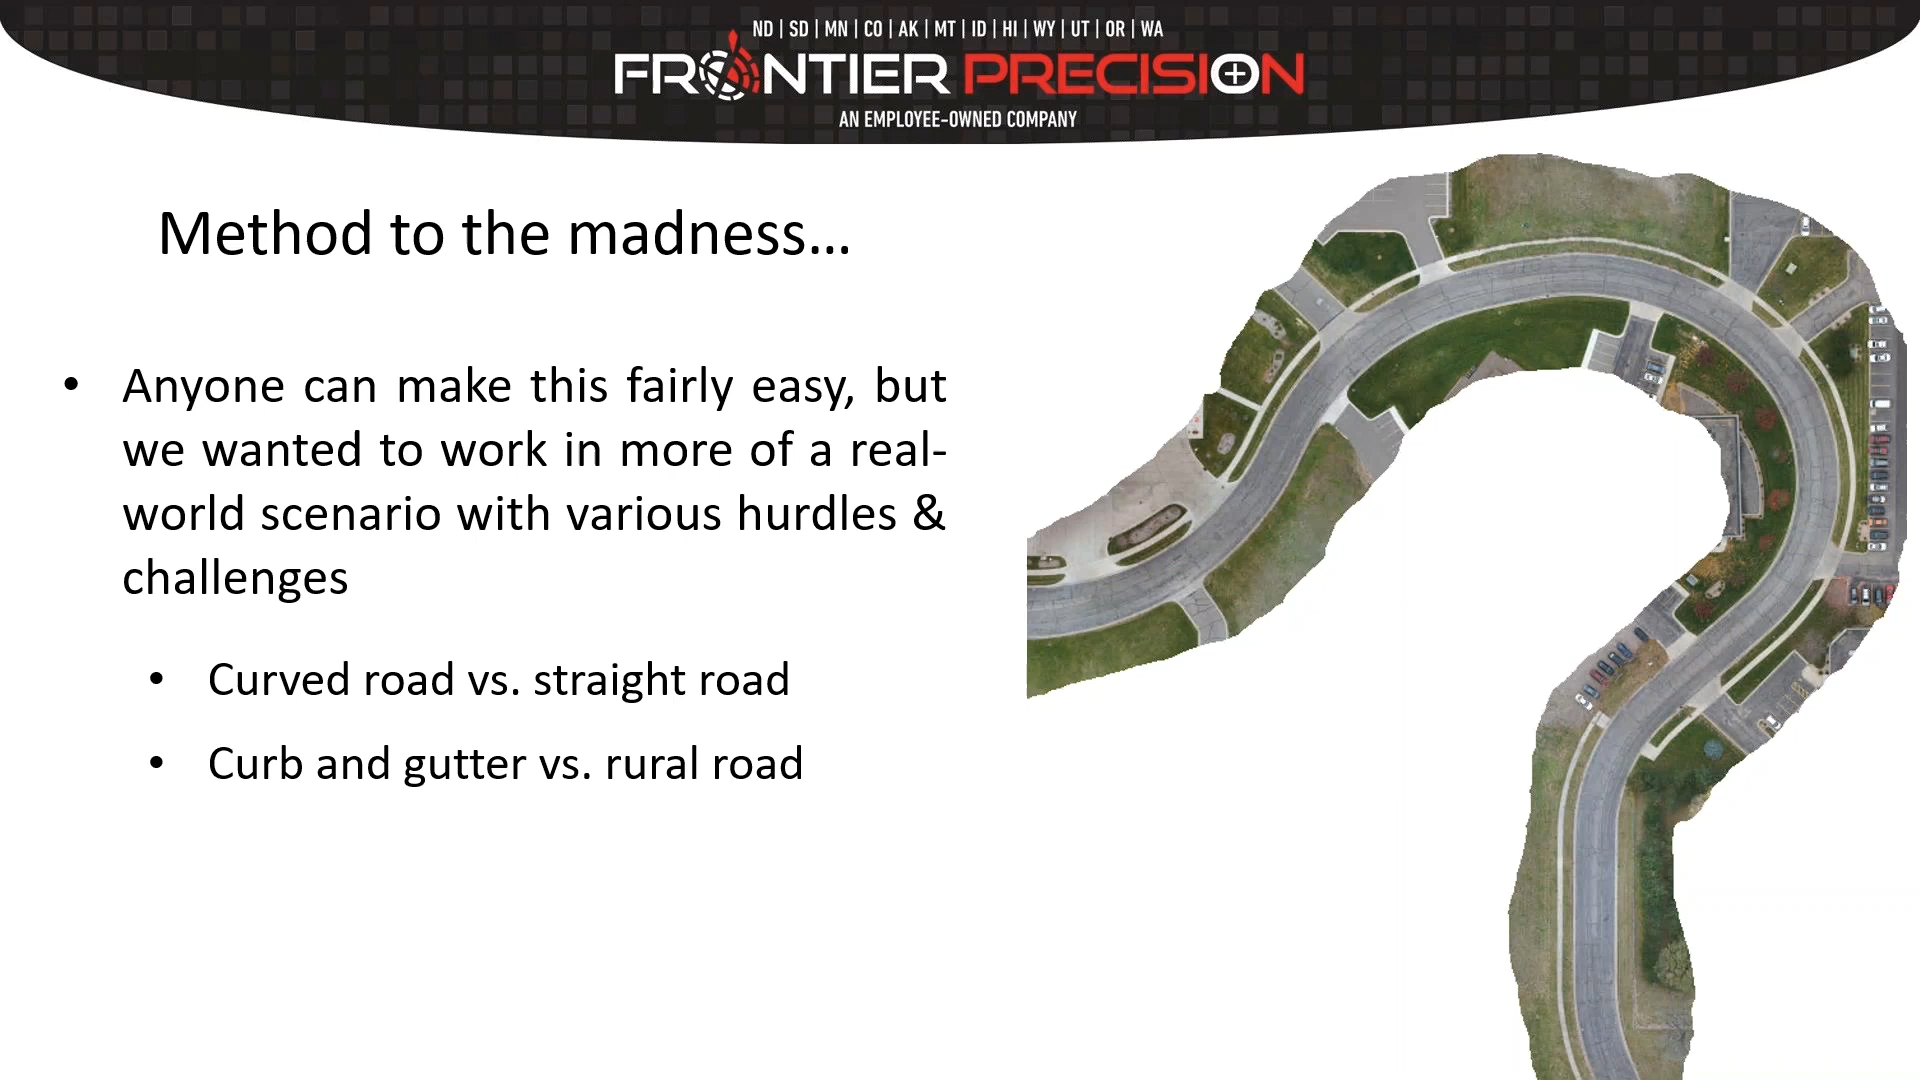 ND | SD | MN | CO | AK | MT | ID | HI | WY | UT | OR | WA
FRONTIER PRECISION
AN EMPLOYEE-OWNED COMPANY
Method to the madness...
• Anyone can make this fairly easy, but
we wanted to work in more of a real-
world scenario with various hurdles &
challenges
• Curved road vs. straight road
• Curb and gutter vs. rural road